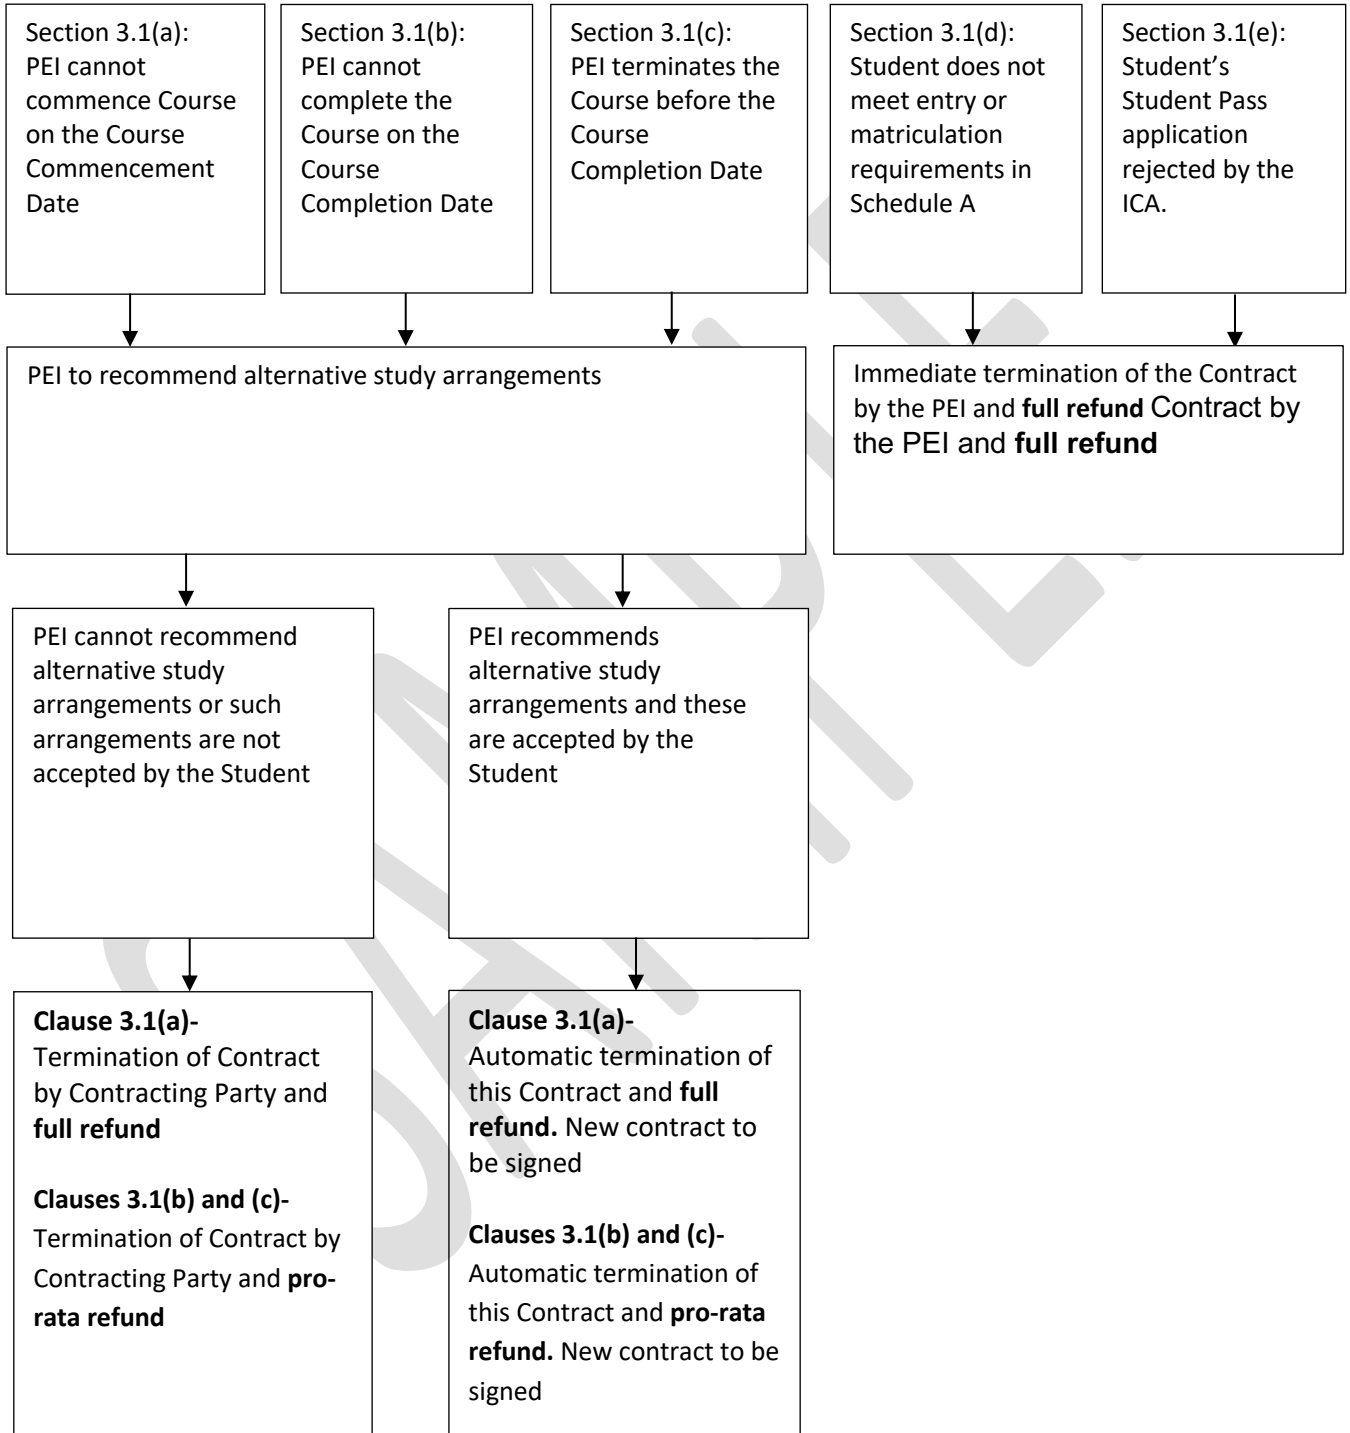 Section 3.1(a):
PEI cannot
commence Course
on the Course
Commencement
Date
Section 3.1(b):
PEI cannot
complete the
Course on the
Course
Completion Date
Section 3.1(c):
PEI terminates the
Course before the
Course
Completion Date
Section 3.1(d):
Student does not
meet entry or
matriculation
requirements in
Schedule A
Section 3.1(e):
Student’s
Student Pass
application
rejected by the
ICA.
PEI to recommend alternative study arrangements
Immediate termination of the Contract
by the PEI and full refund Contract by
the PEI and full refund
PEI cannot recommend
alternative study
arrangements or such
arrangements are not
accepted by the Student
PEI recommends
alternative study
arrangements and these
are accepted by the
Student
Clause 3.1(a)-
Termination of Contract
by Contracting Party and
full refund
Clauses 3.1(b) and (c)-
Termination of Contract by
Contracting Party and pro-
rata refund
Clause 3.1(a)-
Automatic termination of
this Contract and full
refund. New contract to
be signed
Clauses 3.1(b) and (c)-
Automatic termination of
this Contract and pro-rata
refund. New contract to be
signed
SAMPLE